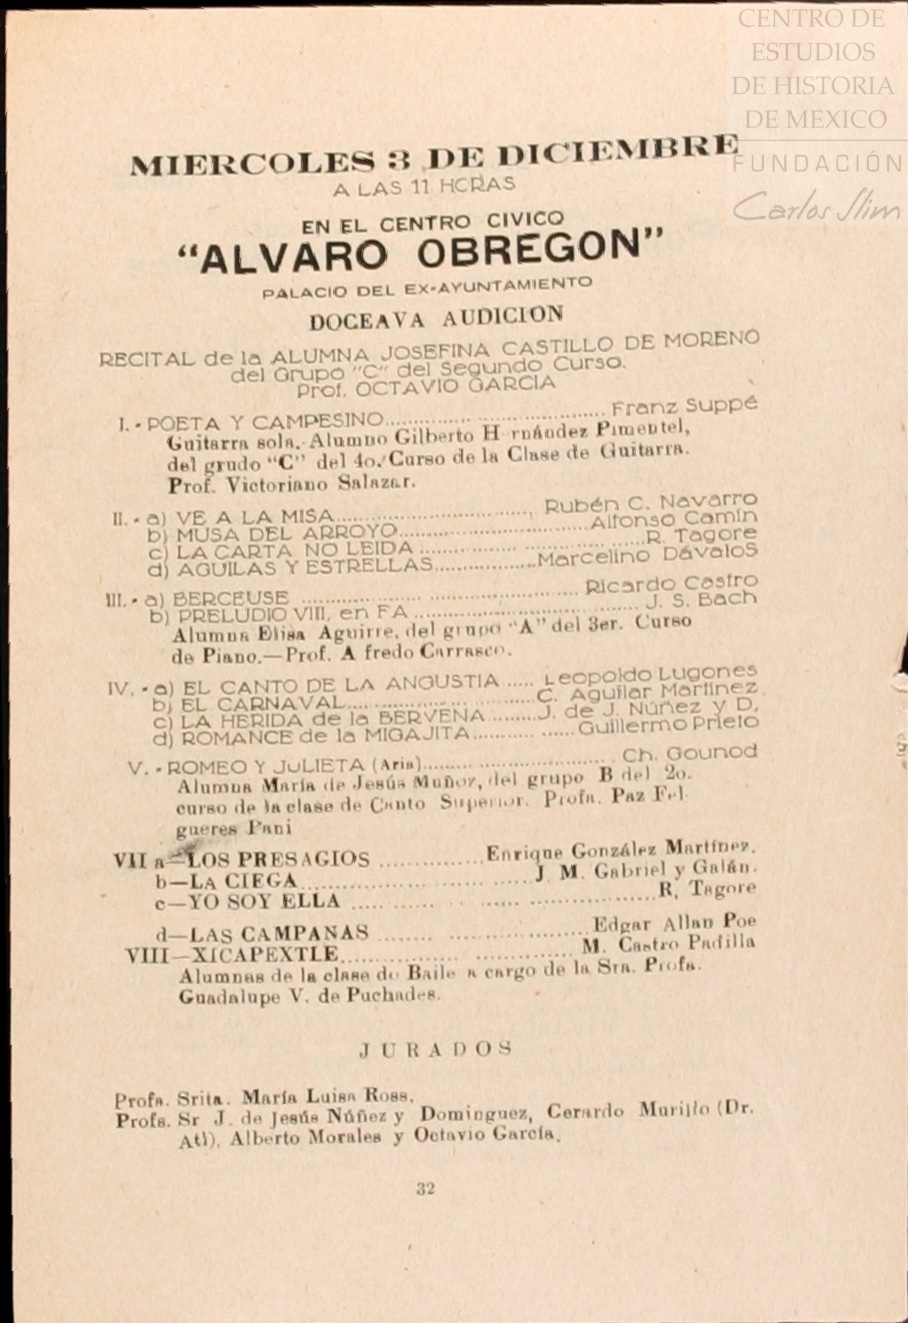 CENTRO DE
ESTUDIOS
DE HISTORIA
DE MEXICO
FUNDACIÓN
Carlos Slim
MIERCOLES 3 DE DICIEMBRE
A LAS 11 HORAS
EN EL CENTRO CIVICO
"ALVARO OBREGON"
PALACIO DEL EX-AYUNTAMIENTO
DOCEAVA AUDICION
RECITAL de la ALUMNA JOSEFINA CASTILLO DE MORENO
del Grupo "C" del Segundo Curso.
Prof. OCTAVIO GARCIA
I. - POETA Y CAMPESINO........................................ Franz Suppé
Guitarra sola. Alumno Gilberto H rnández Pimentel,
del grudo "C" del 4o. Curso de la Clase de Guitarra.
Prof. Victoriano Salazar.
II. - a) VE A LA MISA.................................... Rubén C. Navarro
b) MUSA DEL ARROYO.................................... Alfonso Camín
c) LA CARTA NO LEIDA ....................................R. Tagore
d) AGUILAS Y ESTRELLAS..................Marcelino Dávalos
III. - a) BERCEUSE .................................... Ricardo Castro
b) PRELUDIO VIII, en FA .................................... J. S. Bach
Alumna Elisa Aguirre, del grupo "A" del 3er. Curso
de Piano.—Prof. A fredo Carrasco.
IV. - a) EL CANTO DE LA ANGUSTIA ..... Leopoldo Lugones
b) EL CARNAVAL..............................C. Aguilar Martínez.
c) LA HERIDA de la BERVENA ........J. de J. Núñez y D.
d) ROMANCE de la MIGAJITA................Guillermo Prieto
V. - ROMEO Y JULIETA (Aria).............................. Ch. Gounod
Alumna María de Jesús Muñoz, del grupo B del 2o.
curso de la clase de Canto Superior. Profa. Paz Fel
gueres Pani
VII a—LOS PRESAGIOS ...............Enrique González Martínez.
b—LA CIEGA.............................. J. M. Gabriel y Galán.
c—YO SOY ELLA ..............................R, Tagore
d—LAS CAMPANAS ..............................Edgar Allan Poe
VIII—XICAPEXTLE.............................. M. Castro Padilla
Alumnas de la clase de Baile a cargo de la Sra. Profa.
Guadalupe V. de Puchades.
JURADOS
Profa. Srita. María Luisa Ross.
Profs. Sr J. de Jesús Núñez y Domínguez, Gerardo Murillo (Dr.
Atl), Alberto Morales y Octavio García.
32